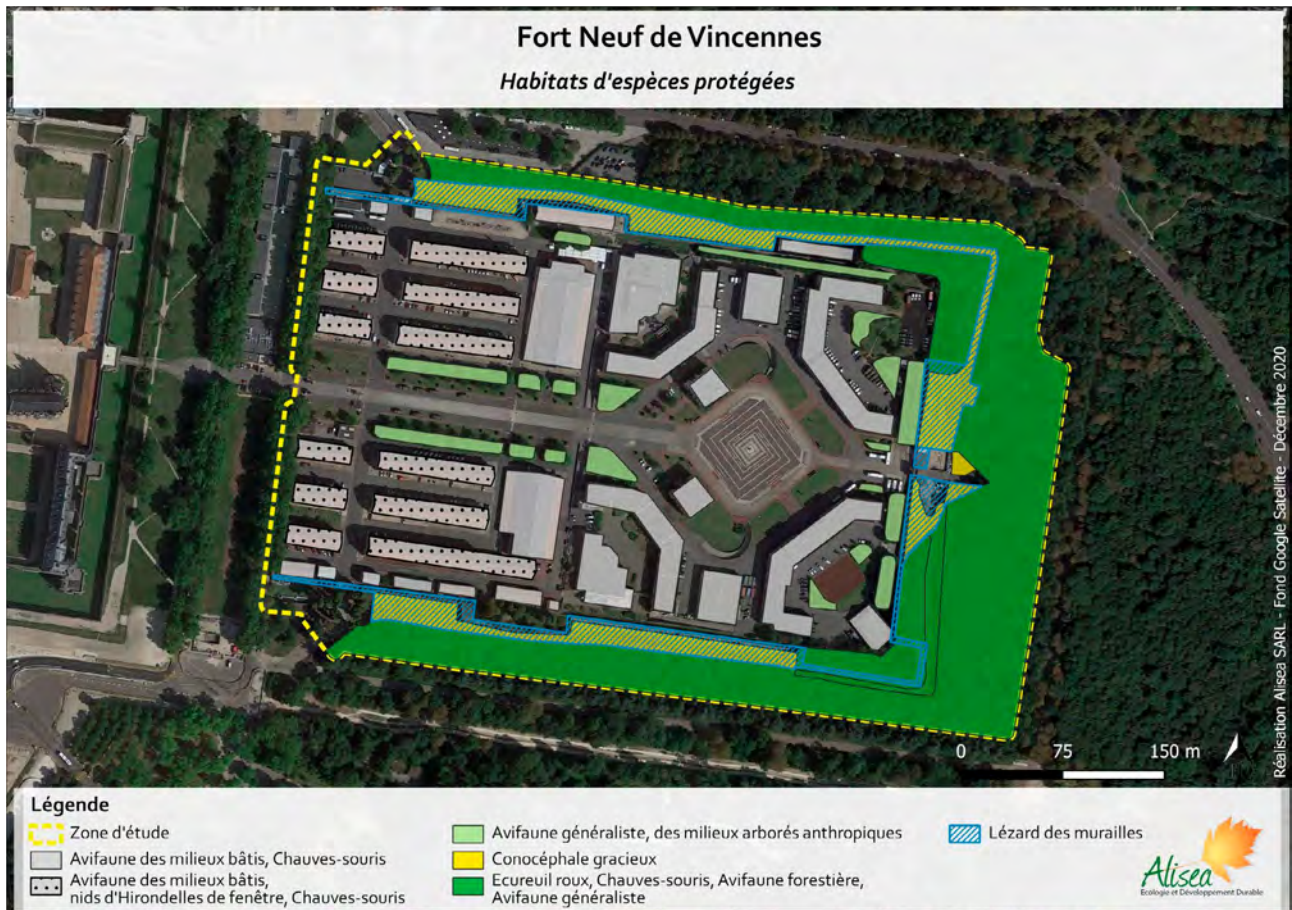 Fort Neuf de Vincennes
Habitats d'espèces protégées
Réalisation Alisea SARL - Fond Google Satellite - Décembre 2020
0 75 150 m
Légende
Zone d'étude
Avifaune des milieux bâtis, Chauves-souris
Avifaune des milieux bâtis,
nids d'Hirondelles de fenêtre, Chauves-souris
Avifaune généraliste, des milieux arborés anthropiques
Conocéphale gracieux
Ecureuil roux, Chauves-souris, Avifaune forestière,
Avifaune généraliste
Lézard des murailles
Alisea
Ecologie et Développement Durable